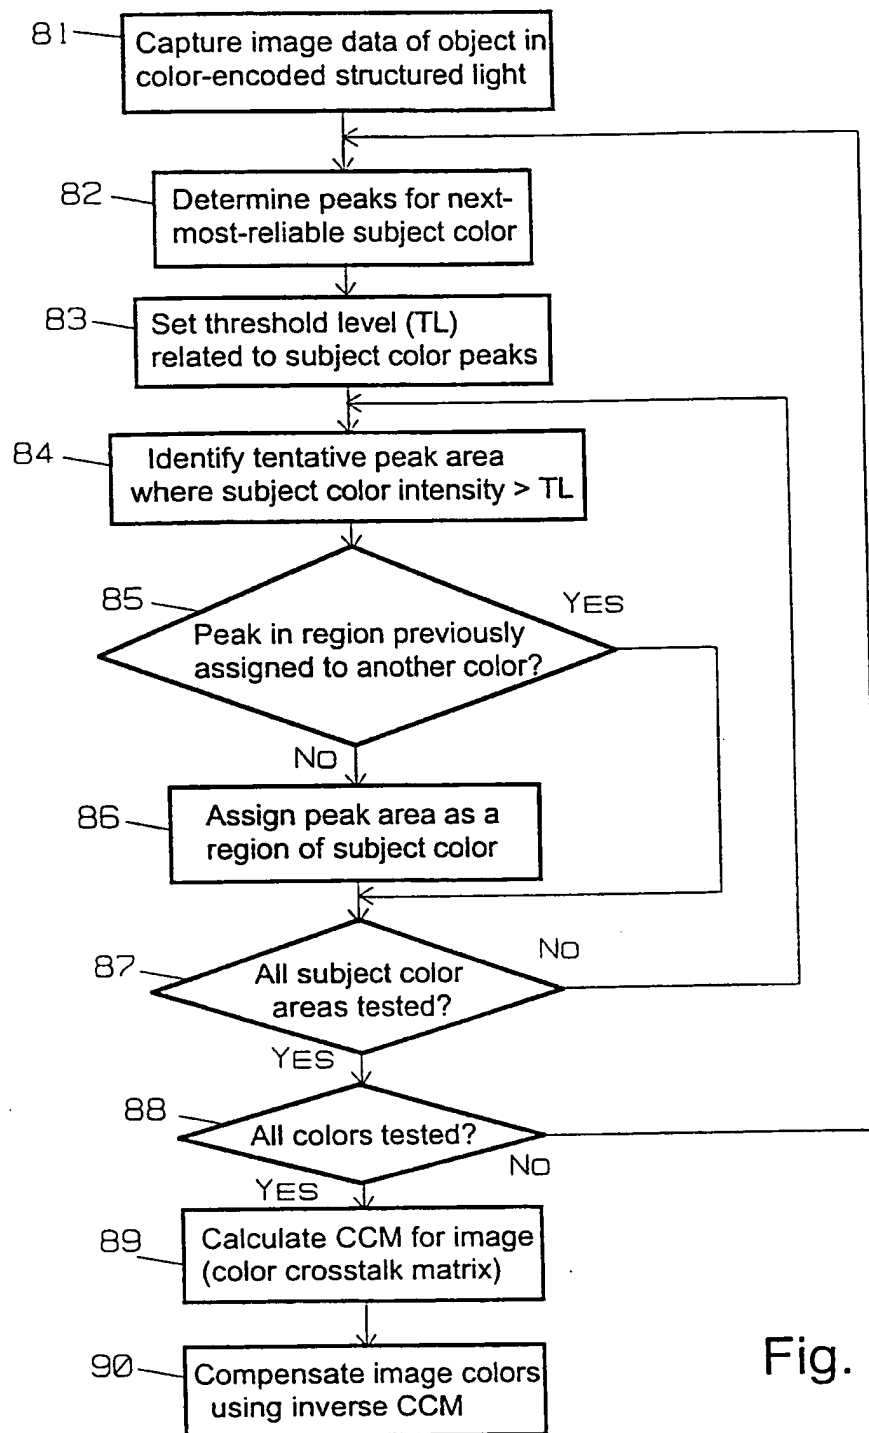 81
Capture image data of object in
color-encoded structured light
82
Determine peaks for next-
most-reliable subject color
83
Set threshold level (TL)
related to subject color peaks
84
Identify tentative peak area
where subject color intensity > TL
85
YES
Peak in region previously
assigned to another color?
NO
86
Assign peak area as a
region of subject color
87
NO
All subject color
areas tested?
YES
88
All colors tested?
NO
YES
89
Calculate CCM for image
(color crosstalk matrix)
90
Compensate image colors
using inverse CCM
Fig.